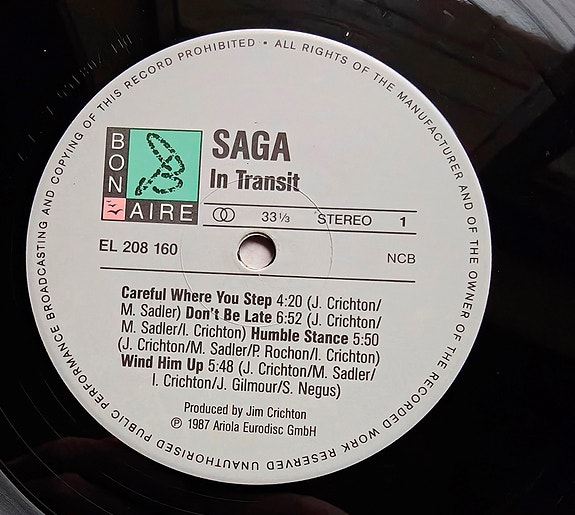 UNAUTHORISED PUBLIC PERFORMANCE BROADCASTING AND COPYING OF THIS RECORD PROHIBITED • ALL RIGHTS OF THE MANUFACTURER AND OF THE OWNER OF THE RECORDED WORK RESERVED
BON
AIRE
SAGA
In Transit
33 1/3 STEREO 1
EL 208 160
NCB
Careful Where You Step 4:20 (J. Crichton/
M. Sadler) Don't Be Late 6:52 (J. Crichton/
M. Sadler/I. Crichton) Humble Stance 5:50
(J. Crichton/M. Sadler/P. Rochon/I. Crichton)
Wind Him Up 5:48 (J. Crichton/M. Sadler/
I. Crichton/J. Gilmour/S. Negus)
Produced by Jim Crichton
℗ 1987 Ariola Eurodisc GmbH